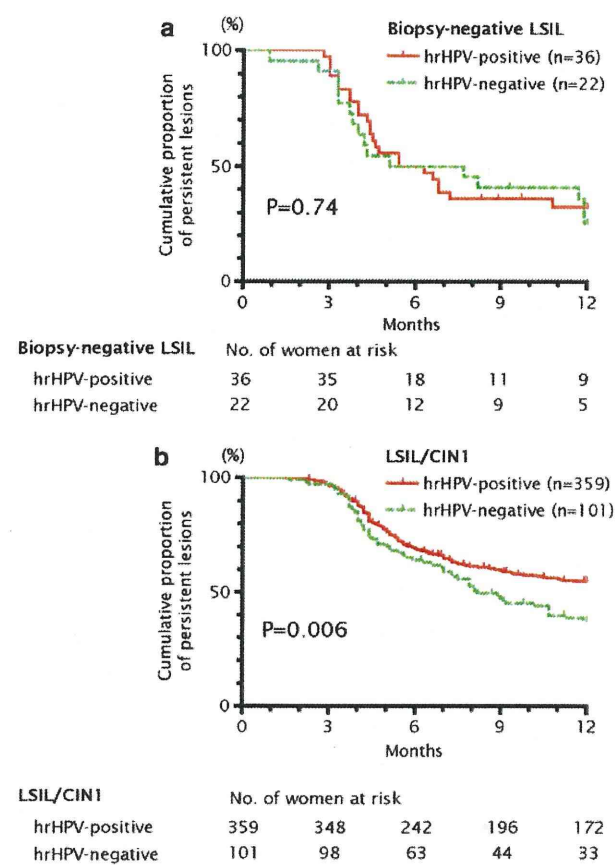 a (%) Biopsy-negative LSIL
hrHPV-positive (n=36)
hrHPV-negative (n=22)
100
50
0
Cumulative proportion
of persistent lesions
P=0.74
0 3 6 9 12
Months
Biopsy-negative LSIL No. of women at risk
hrHPV-positive 36 35 18 11 9
hrHPV-negative 22 20 12 9 5
b (%) LSIL/CIN1
hrHPV-positive (n=359)
hrHPV-negative (n=101)
100
50
0
Cumulative proportion
of persistent lesions
P=0.006
0 3 6 9 12
Months
LSIL/CIN1 No. of women at risk
hrHPV-positive 359 348 242 196 172
hrHPV-negative 101 98 63 44 33